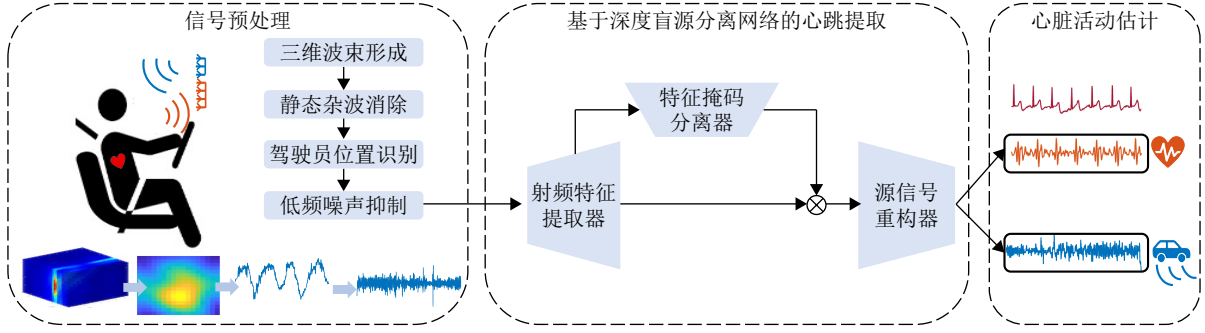 信号预处理
三维波束形成
静态杂波消除
驾驶员位置识别
低频噪声抑制
基于深度盲源分离网络的心跳提取
特征掩码
分离器
射频特征
提取器
源信号
重构器
心脏活动估计